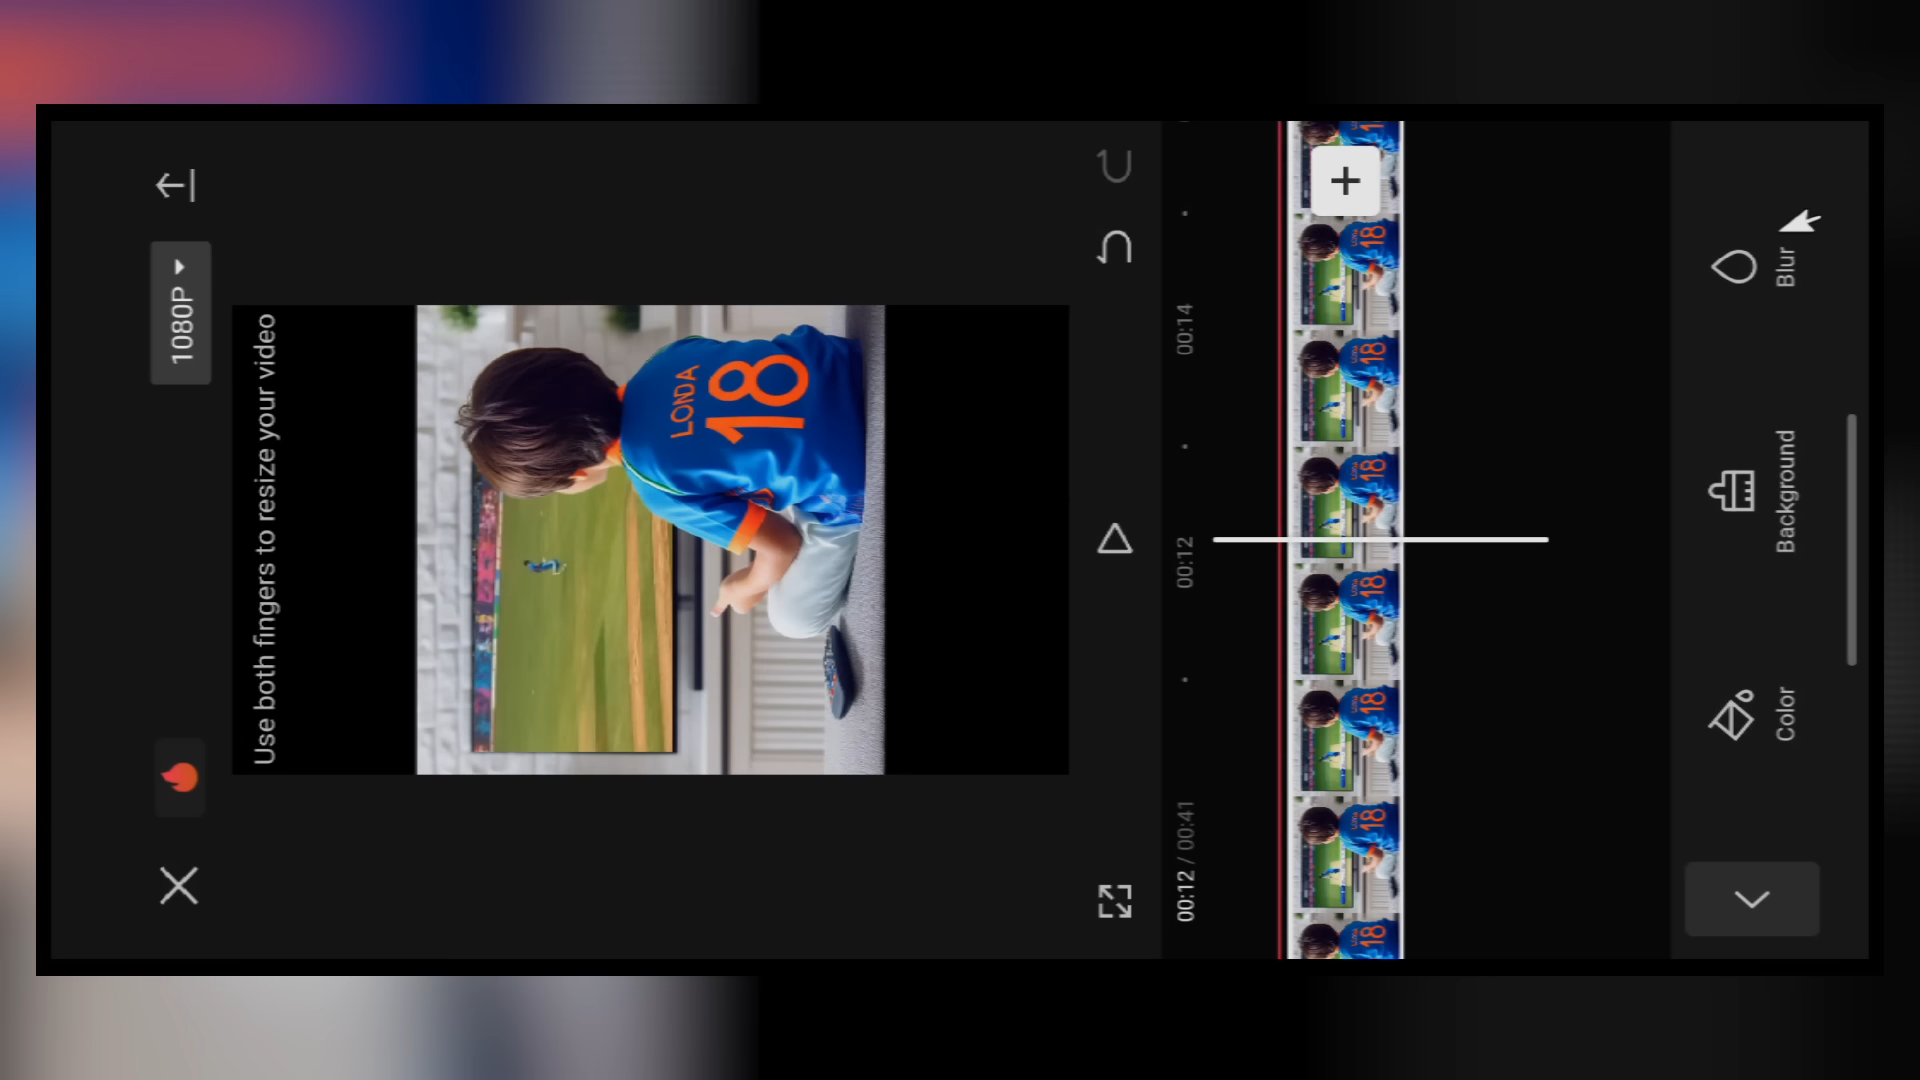 1080P
Use both fingers to resize your video
LONDA
18
00:12 / 00:41
00:12
00:14
Color
Background
Blur